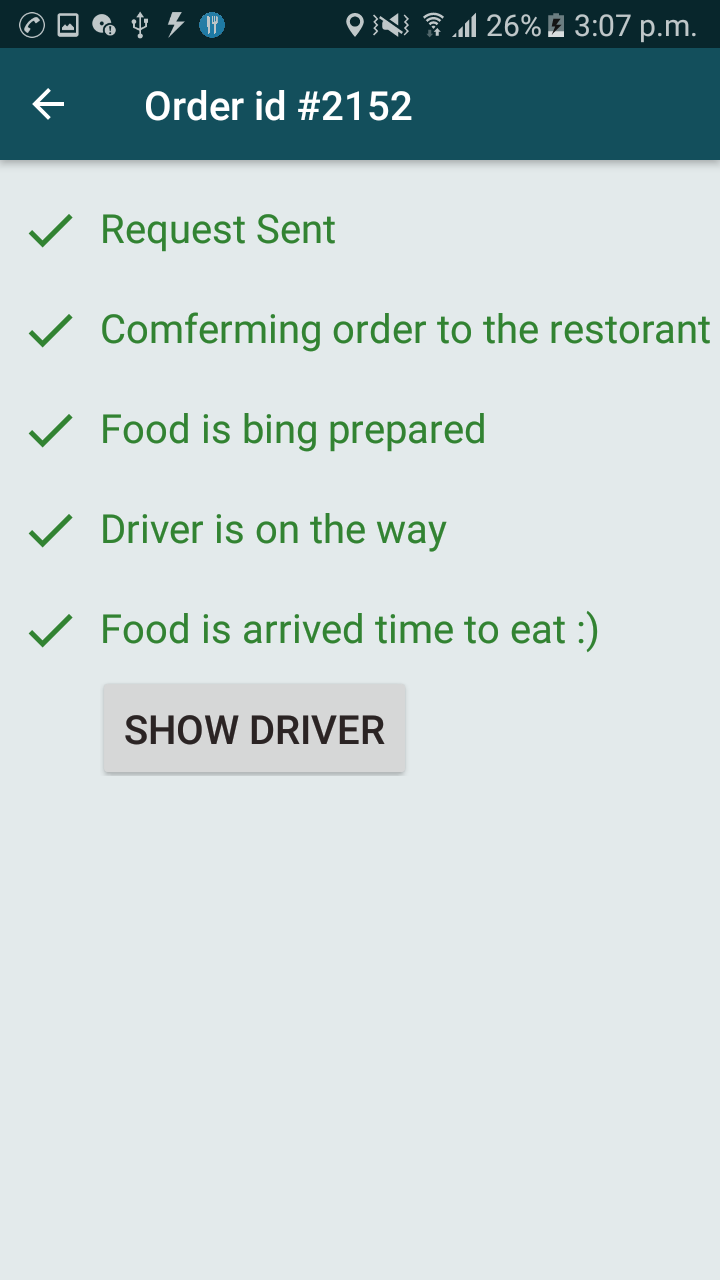 26% 3:07 p.m.
Order id #2152
Request Sent
Comferming order to the restorant
Food is bing prepared
Driver is on the way
Food is arrived time to eat :)
SHOW DRIVER